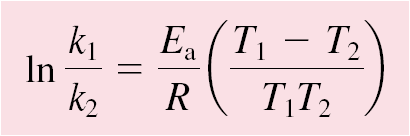 ln k₁/k₂ = Eₐ/R (T₁ − T₂ / T₁T₂)